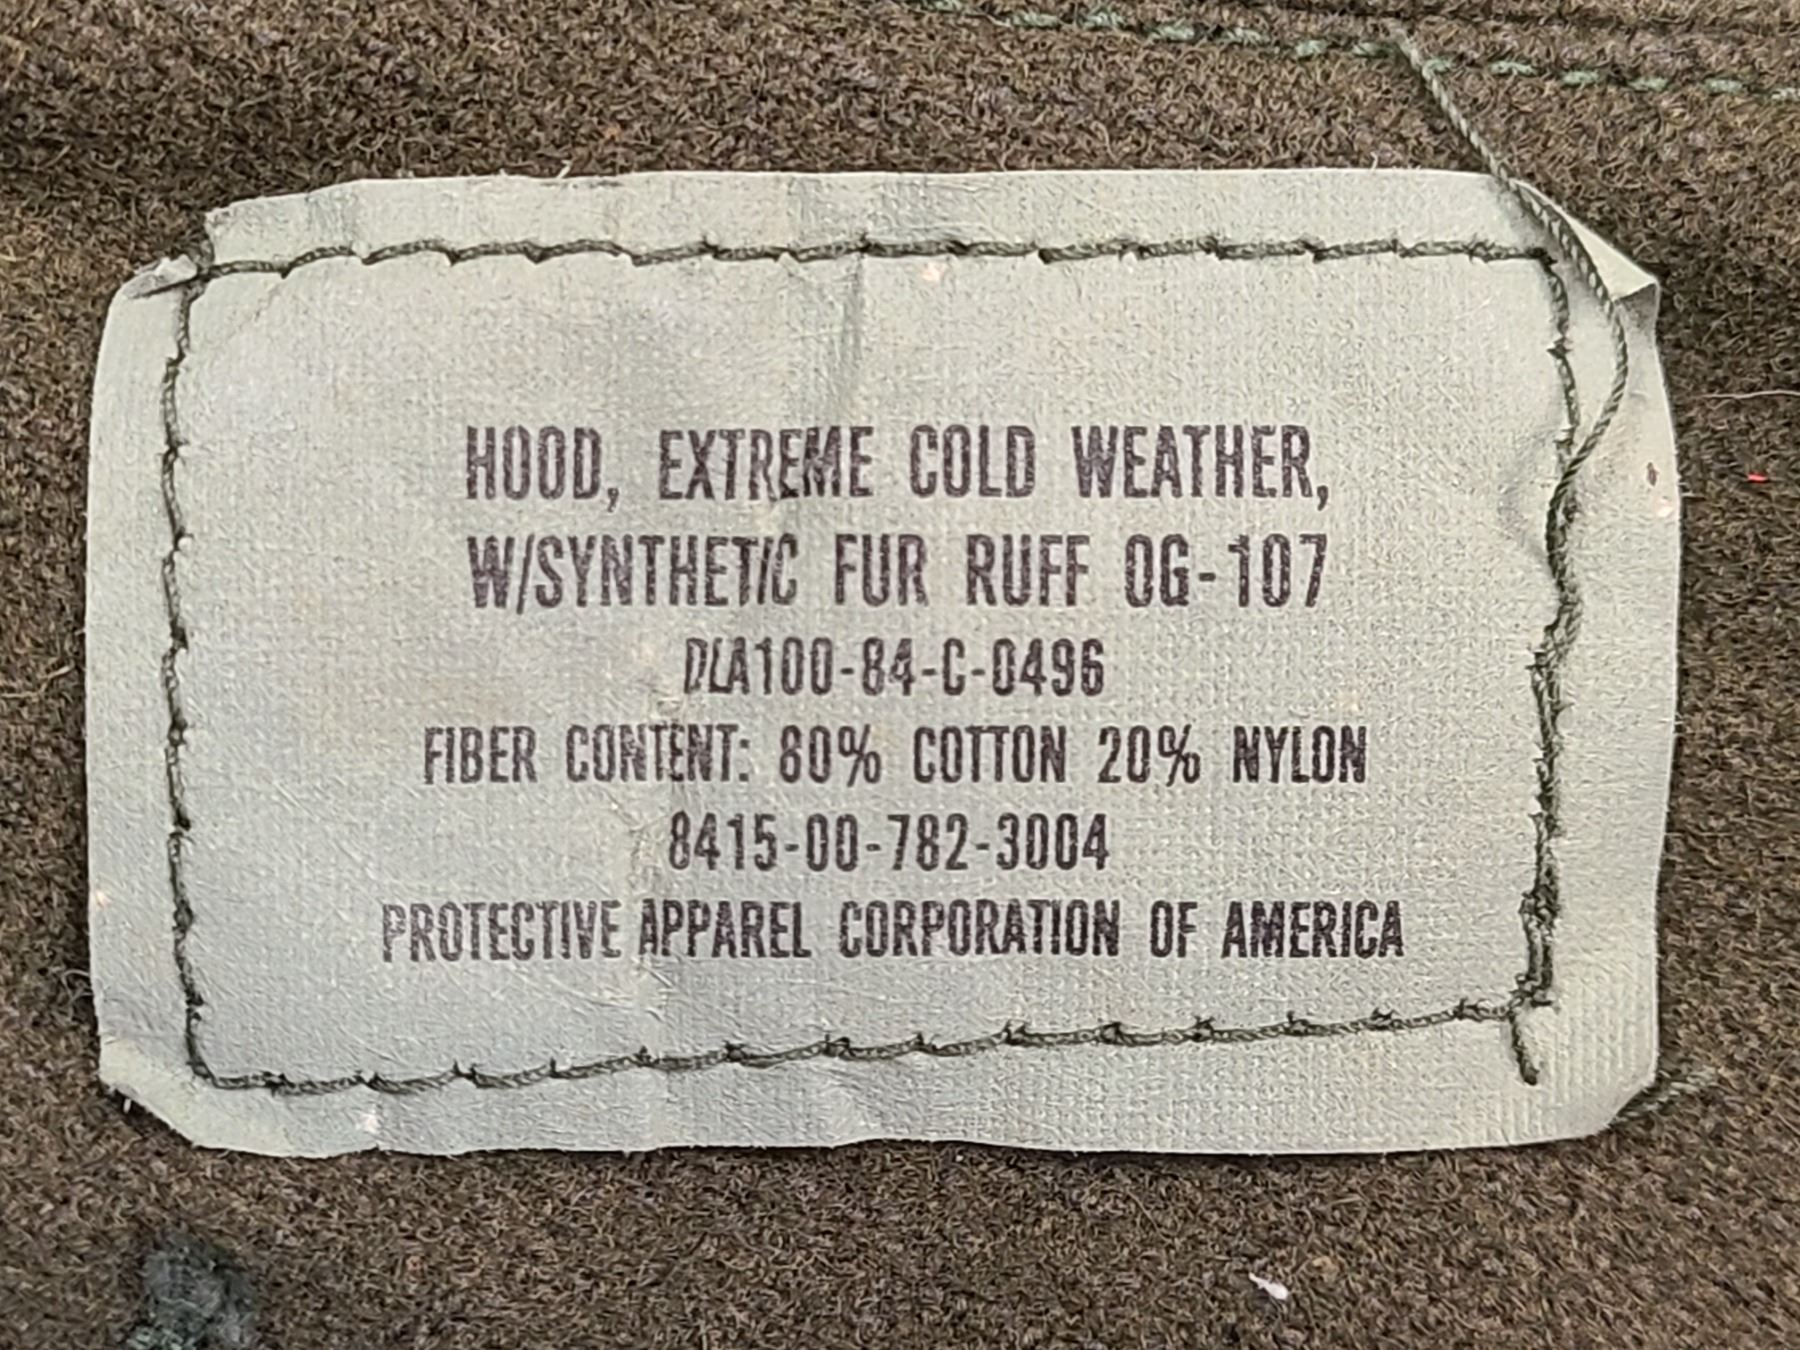 HOOD, EXTREME COLD WEATHER,
W/SYNTHETIC FUR RUFF OG-107
DLA100-84-C-0496
FIBER CONTENT: 80% COTTON 20% NYLON
8415-00-782-3004
PROTECTIVE APPAREL CORPORATION OF AMERICA